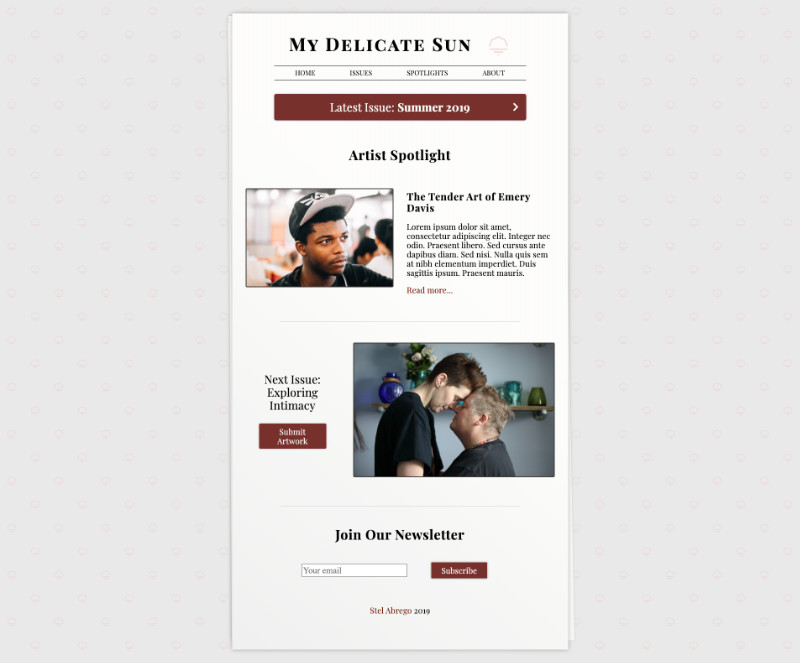 My Delicate Sun
HOME ISSUES SPOTLIGHTS ABOUT
Latest Issue: Summer 2019
Artist Spotlight
The Tender Art of Emery
Davis
Lorem ipsum dolor sit amet,
consectetur adipiscing elit. Integer nec
odio. Praesent libero. Sed cursus ante
dapibus diam. Sed nisi. Nulla quis sem
at nibh elementum imperdiet. Duis
sagittis ipsum. Praesent mauris.
Read more...
Next Issue:
Exploring
Intimacy
Submit
Artwork
Join Our Newsletter
Your email
Subscribe
Stel Abrego 2019